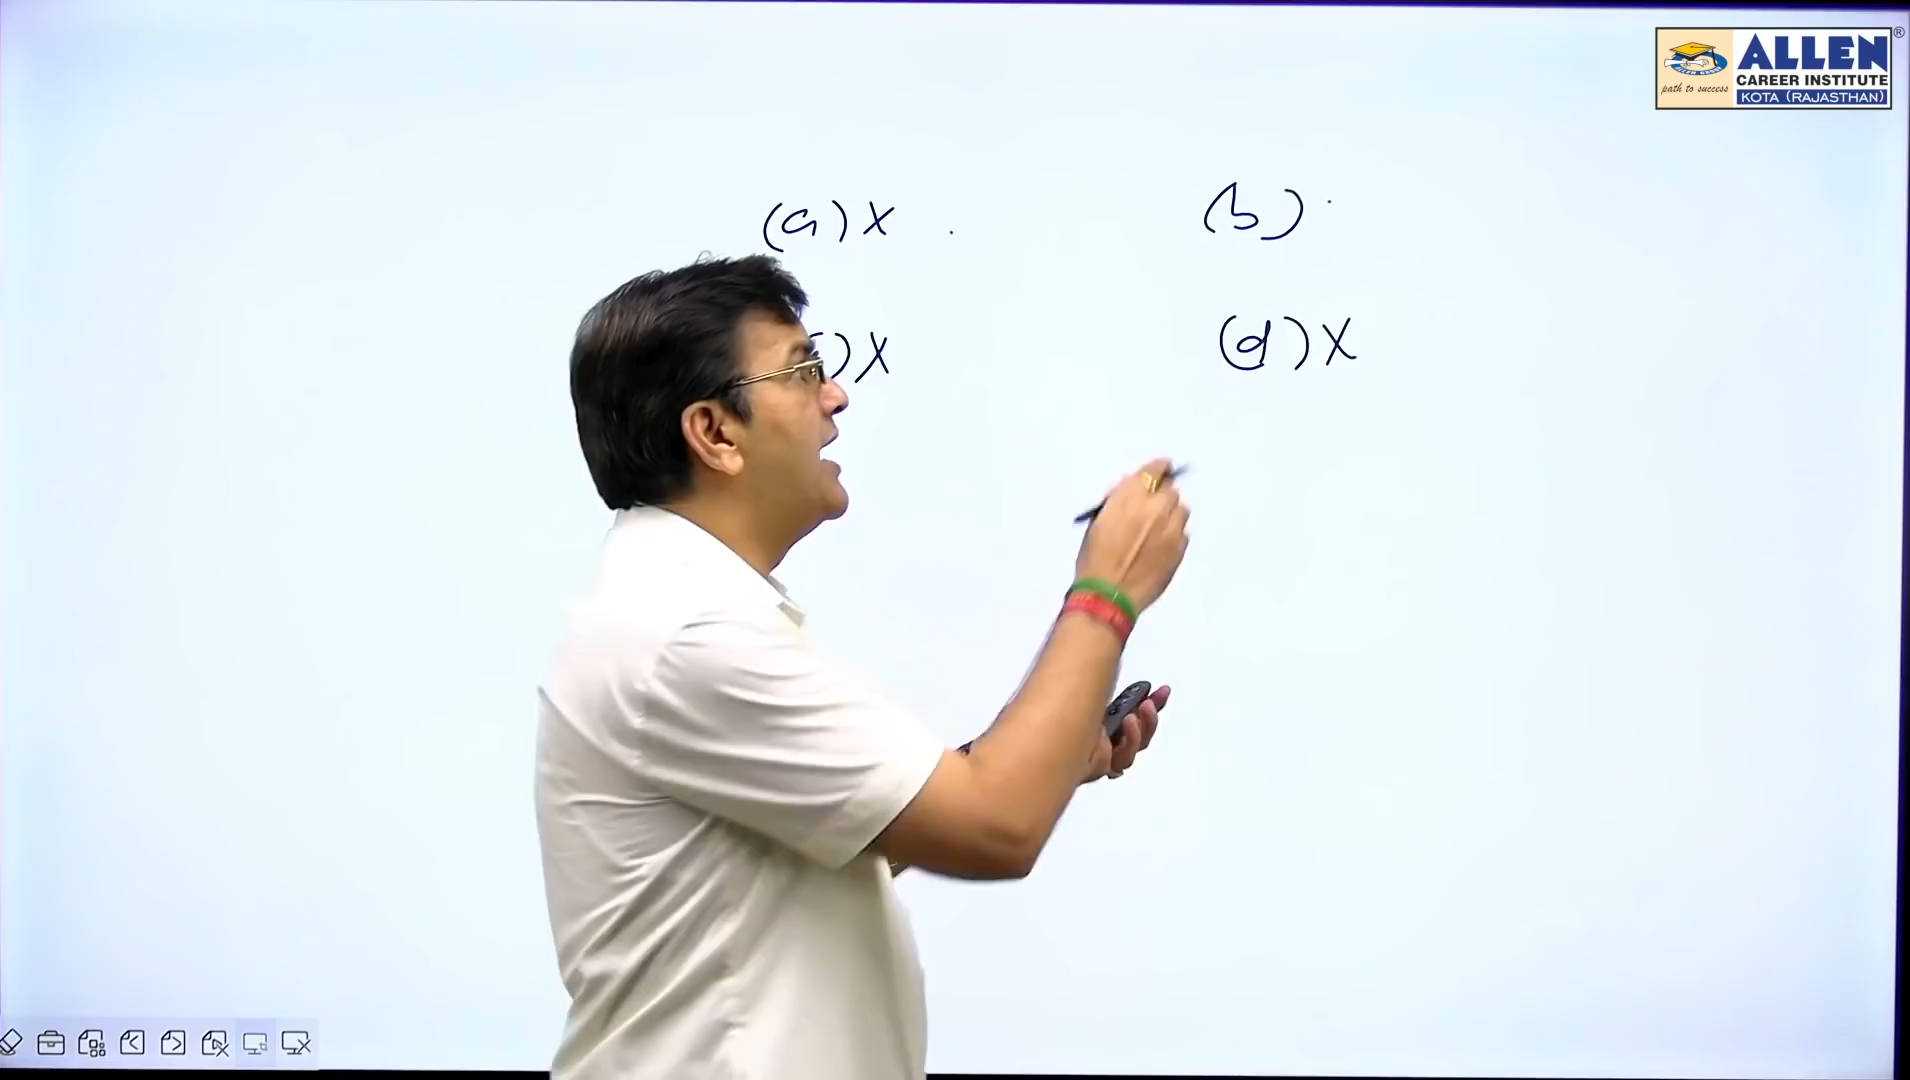 ALLEN
CAREER INSTITUTE
KOTA (RAJASTHAN)
path to success
®
(a) X
(b)
) X
(d) X